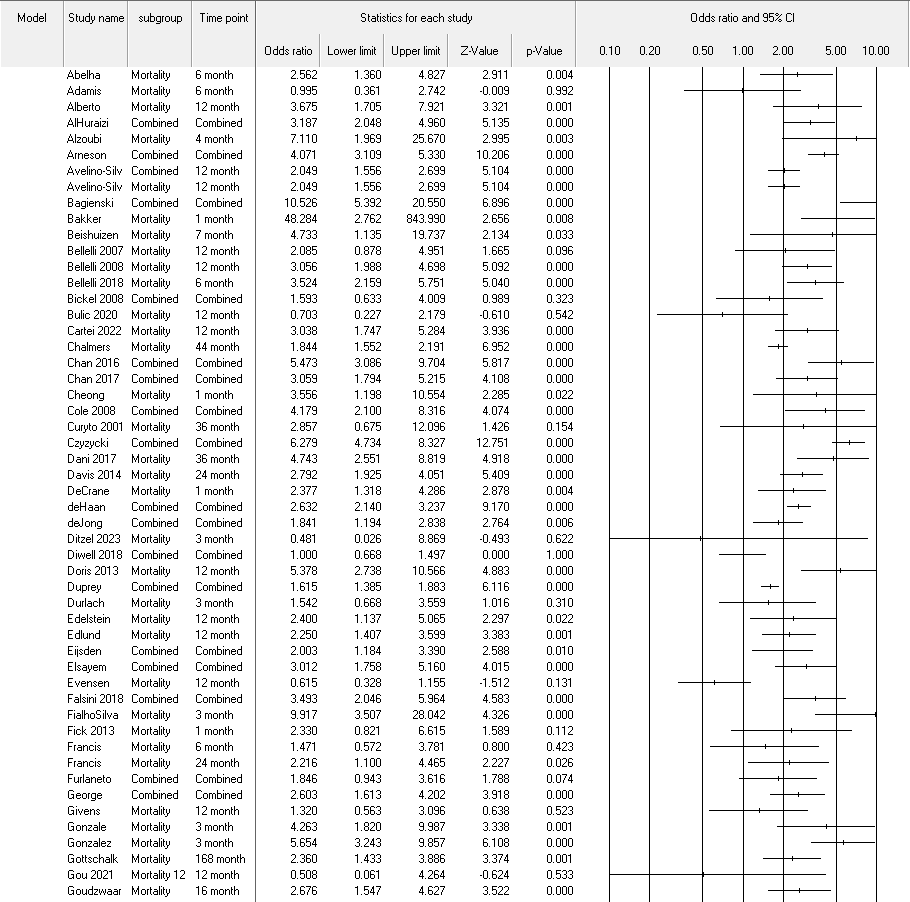 Model Study name subgroup Time point Statistics for each study Odds ratio and 95% CI
Odds ratio Lower limit Upper limit Z-Value p-Value 0.10 0.20 0.50 1.00 2.00 5.00 10.00
Abelha Mortality 6 month 2.562 1.360 4.827 2.911 0.004
Adamis Mortality 6 month 0.995 0.361 2.742 -0.009 0.992
Alberto Mortality 12 month 3.675 1.705 7.921 3.321 0.001
AlHuraizi Combined Combined 3.187 2.048 4.960 5.135 0.000
Alzoubi Mortality 4 month 7.110 1.969 25.670 2.995 0.003
Arneson Combined Combined 4.071 3.109 5.330 10.206 0.000
Avelino-Silv Combined 12 month 2.049 1.556 2.699 5.104 0.000
Avelino-Silv Mortality 12 month 2.049 1.556 2.699 5.104 0.000
Bagienski Combined Combined 10.526 5.392 20.550 6.896 0.000
Bakker Mortality 1 month 48.284 2.762 843.990 2.656 0.008
Beishuizen Mortality 7 month 4.733 1.135 19.737 2.134 0.033
Bellelli 2007 Mortality 12 month 2.085 0.878 4.951 1.665 0.096
Bellelli 2008 Mortality 12 month 3.056 1.988 4.698 5.092 0.000
Bellelli 2018 Mortality 6 month 3.524 2.159 5.751 5.040 0.000
Bickel 2008 Combined Combined 1.593 0.633 4.009 0.989 0.323
Bulic 2020 Mortality 12 month 0.703 0.227 2.179 -0.610 0.542
Cartei 2022 Mortality 12 month 3.038 1.747 5.284 3.936 0.000
Chalmers Mortality 44 month 1.844 1.552 2.191 6.952 0.000
Chan 2016 Combined Combined 5.473 3.086 9.704 5.817 0.000
Chan 2017 Combined Combined 3.059 1.794 5.215 4.108 0.000
Cheong Mortality 1 month 3.556 1.198 10.554 2.285 0.022
Cole 2008 Combined Combined 4.179 2.100 8.316 4.074 0.000
Curyto 2001 Mortality 36 month 2.857 0.675 12.096 1.426 0.154
Czyzycki Combined Combined 6.279 4.734 8.327 12.751 0.000
Dani 2017 Mortality 36 month 4.743 2.551 8.819 4.918 0.000
Davis 2014 Mortality 24 month 2.792 1.925 4.051 5.409 0.000
DeCrane Mortality 1 month 2.377 1.318 4.286 2.878 0.004
deHaan Combined Combined 2.632 2.140 3.237 9.170 0.000
deJong Combined Combined 1.841 1.194 2.838 2.764 0.006
Ditzel 2023 Mortality 3 month 0.481 0.026 8.869 -0.493 0.622
Diwell 2018 Combined Combined 1.000 0.668 1.497 0.000 1.000
Doris 2013 Mortality 12 month 5.378 2.738 10.566 4.883 0.000
Duprey Combined Combined 1.615 1.385 1.883 6.116 0.000
Durlach Mortality 3 month 1.542 0.668 3.559 1.016 0.310
Edelstein Mortality 12 month 2.400 1.137 5.065 2.297 0.022
Edlund Mortality 12 month 2.250 1.407 3.599 3.383 0.001
Eijsden Combined Combined 2.003 1.184 3.390 2.588 0.010
Elsayem Combined Combined 3.012 1.758 5.160 4.015 0.000
Evensen Mortality 12 month 0.615 0.328 1.155 -1.512 0.131
Falsini 2018 Combined Combined 3.493 2.046 5.964 4.583 0.000
FialhoSilva Mortality 3 month 9.917 3.507 28.042 4.326 0.000
Fick 2013 Mortality 1 month 2.330 0.821 6.615 1.589 0.112
Francis Mortality 6 month 1.471 0.572 3.781 0.800 0.423
Francis Mortality 24 month 2.216 1.100 4.465 2.227 0.026
Furlaneto Combined Combined 1.846 0.943 3.616 1.788 0.074
George Combined Combined 2.603 1.613 4.202 3.918 0.000
Givens Mortality 12 month 1.320 0.563 3.096 0.638 0.523
Gonzale Mortality 3 month 4.263 1.820 9.987 3.338 0.001
Gonzalez Mortality 3 month 5.654 3.243 9.857 6.108 0.000
Gottschalk Mortality 168 month 2.360 1.433 3.886 3.374 0.001
Gou 2021 Mortality 12 12 month 0.508 0.061 4.264 -0.624 0.533
Goudzwaar Mortality 16 month 2.676 1.547 4.627 3.522 0.000